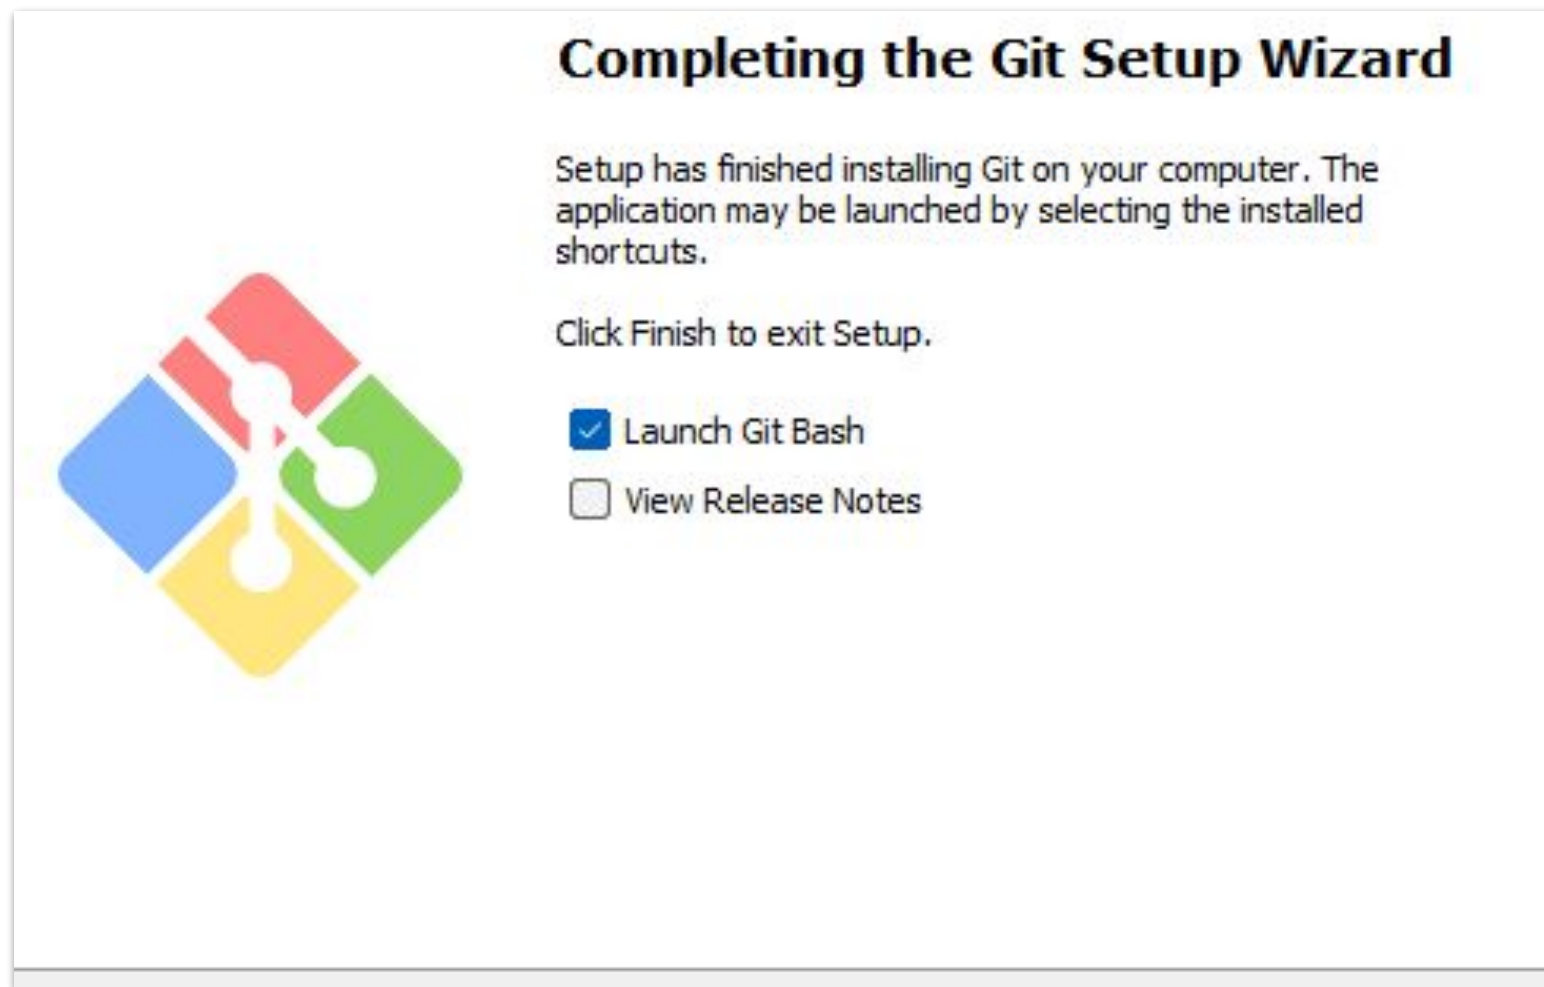 Completing the Git Setup Wizard
Setup has finished installing Git on your computer. The
application may be launched by selecting the installed
shortcuts.
Click Finish to exit Setup.
Launch Git Bash
View Release Notes